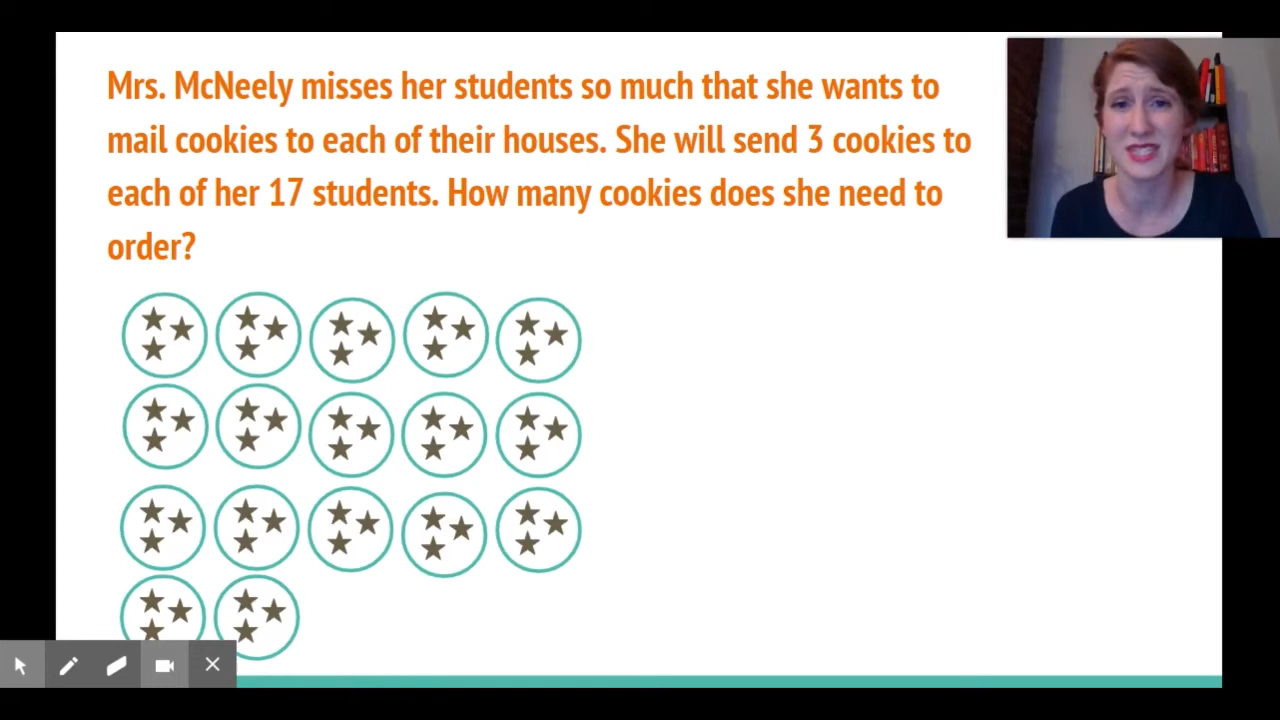 Mrs. McNeely misses her students so much that she wants to
mail cookies to each of their houses. She will send 3 cookies to
each of her 17 students. How many cookies does she need to
order?